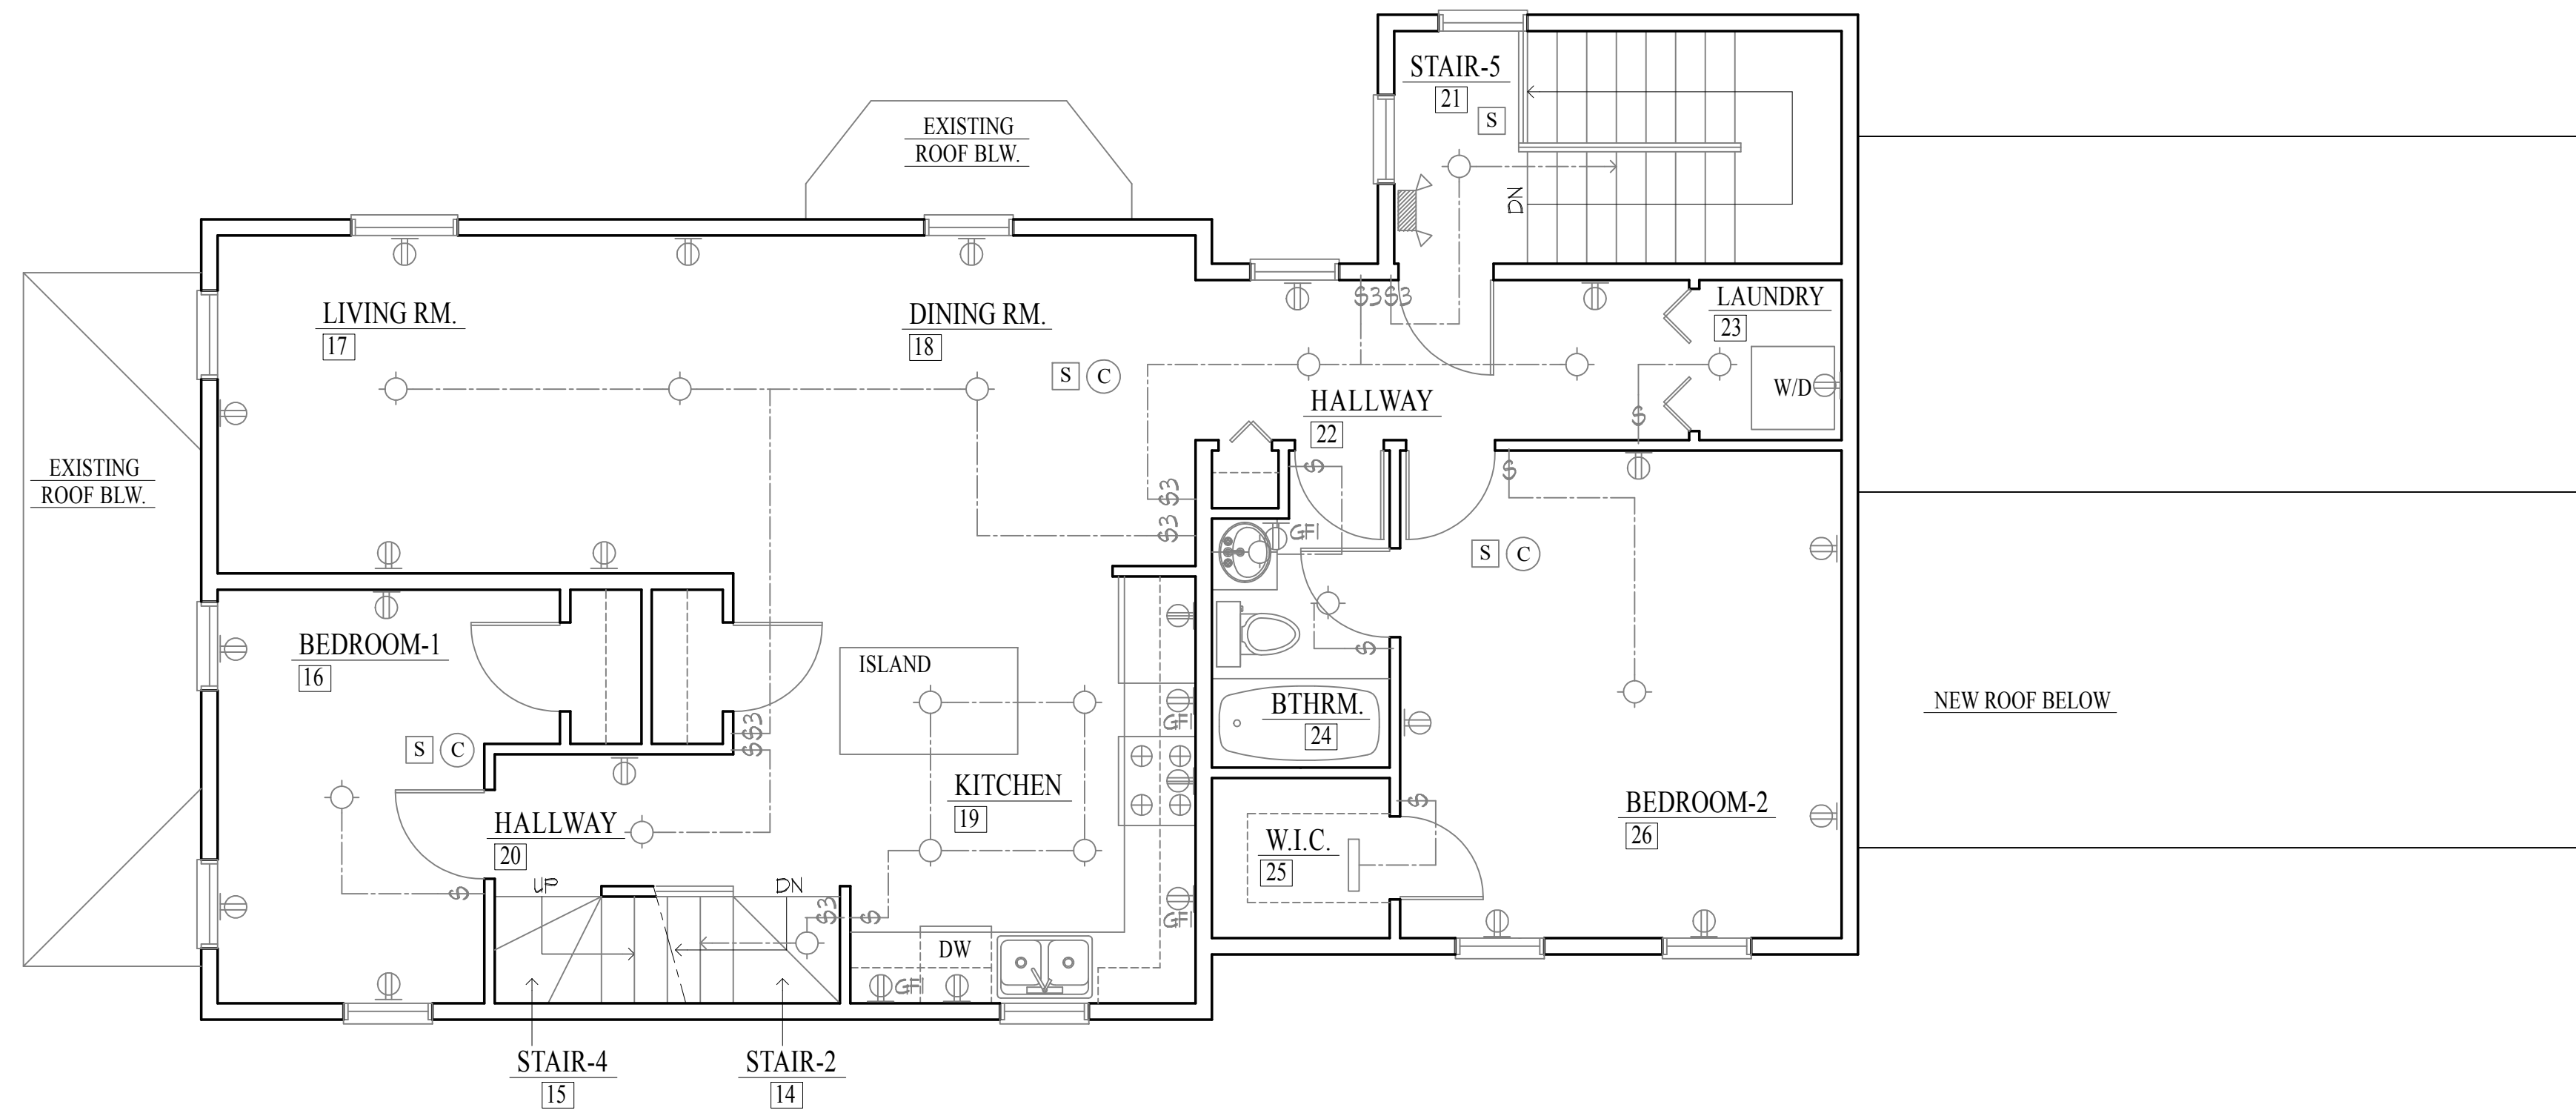 STAIR-5
21
S
DN
EXISTING
ROOF BLW.
LIVING RM.
17
DINING RM.
18
S C
$3 $3
LAUNDRY
23
W/D
$
HALLWAY
22
EXISTING
ROOF BLW.
$3
$3
$
GFI
$
S C
$
BEDROOM-1
16
ISLAND
GFI
BTHRM.
24
NEW ROOF BELOW
S C
$3
$
KITCHEN
19
HALLWAY
20
$
W.I.C.
25
$
BEDROOM-2
26
UP
DN
$
$3
$
GFI
DW
GFI
STAIR-4
15
STAIR-2
14